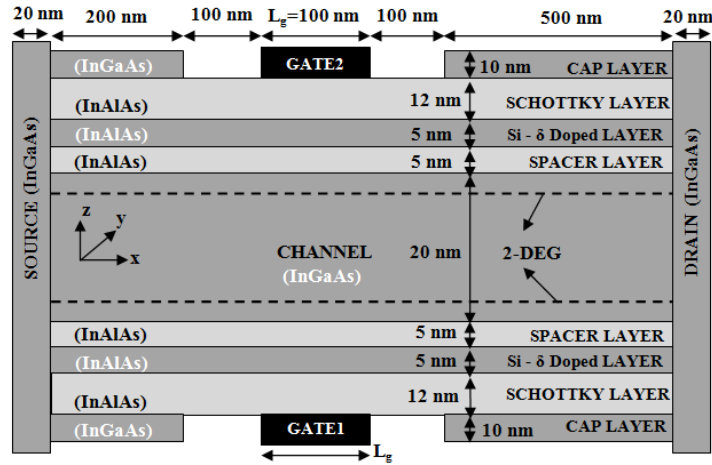 20 nm 200 nm 100 nm L_g=100 nm 100 nm 500 nm 20 nm
(InGaAs) GATE2 10 nm CAP LAYER
(InAlAs) 12 nm SCHOTTKY LAYER
(InAlAs) 5 nm Si - δ Doped LAYER
(InAlAs) 5 nm SPACER LAYER
SOURCE (InGaAs)
z
y
x
CHANNEL
(InGaAs)
20 nm
2-DEG
DRAIN (InGaAs)
(InAlAs) 5 nm SPACER LAYER
(InAlAs) 5 nm Si - δ Doped LAYER
(InAlAs) 12 nm SCHOTTKY LAYER
(InGaAs) GATE1 10 nm CAP LAYER
L_g